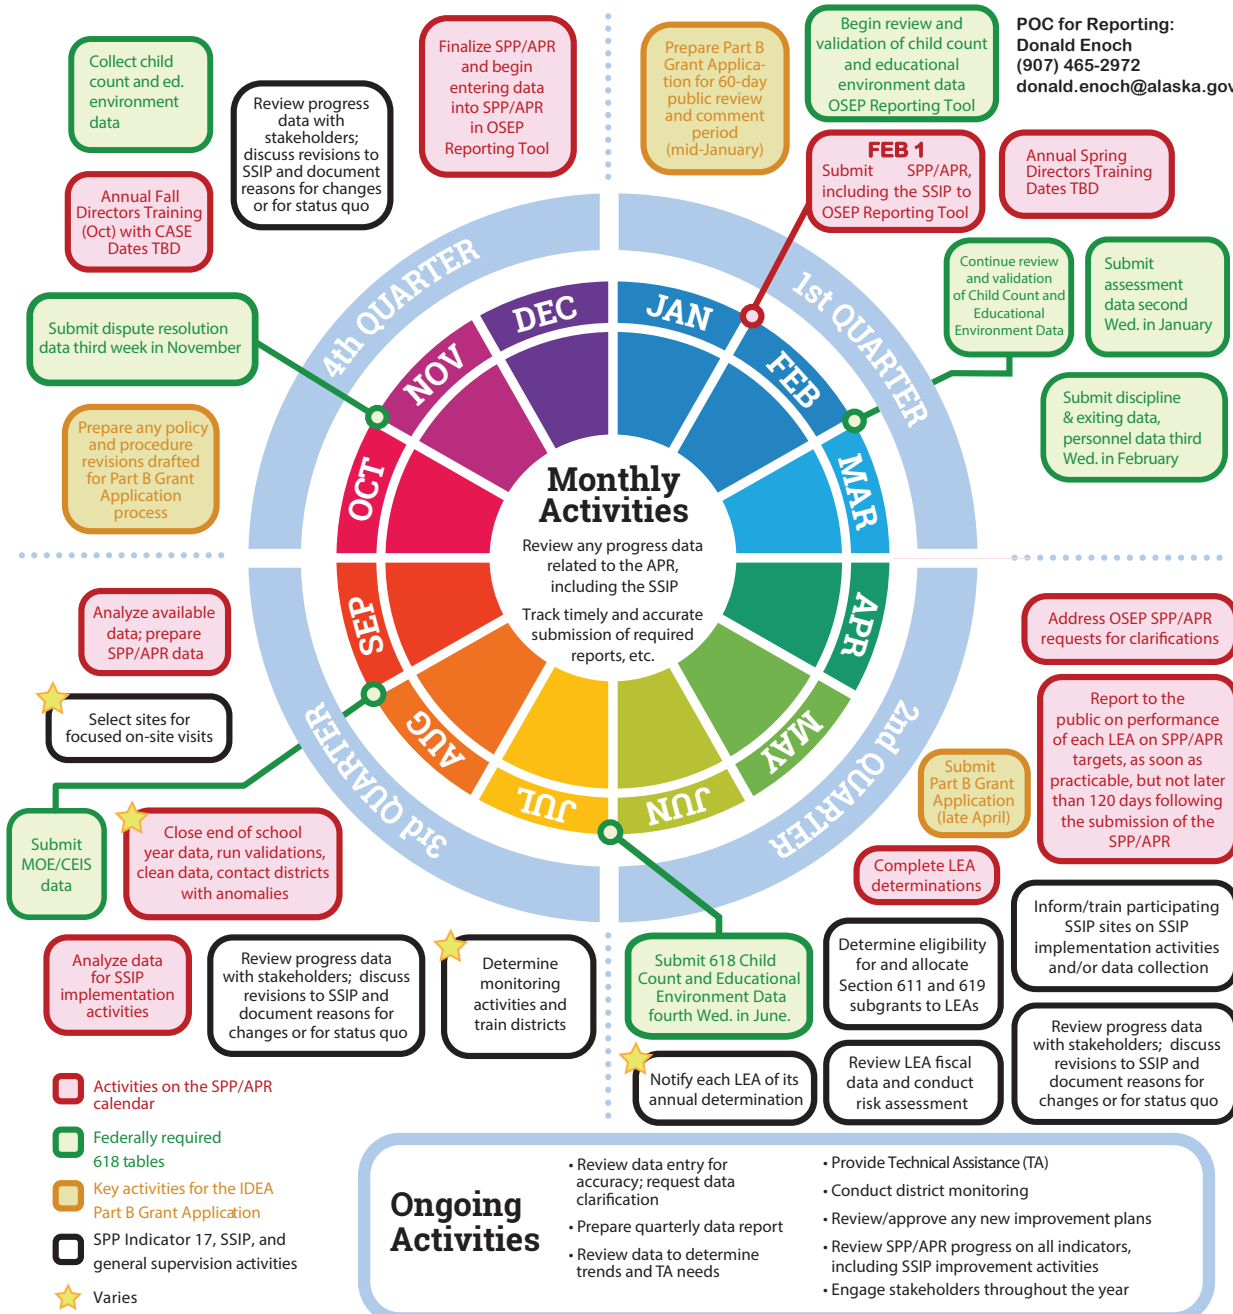 Collect child
count and ed.
environment
data
Review progress
data with
stakeholders;
discuss revisions to
SSIP and document
reasons for changes
or for status quo
Finalize SPP/APR
and begin
entering data
into SPP/APR
in OSEP
Reporting Tool
Annual Fall
Directors Training
(Oct) with CASE
Dates TBD
Submit dispute resolution
data third week in November
Prepare any policy
and procedure
revisions drafted
for Part B Grant
Application
process
Prepare Part B
Grant Applica-
tion for 60-day
public review
and comment
period
(mid-January)
Begin review and
validation of child count
and educational
environment data
OSEP Reporting Tool
POC for Reporting:
Donald Enoch
(907) 465-2972
donald.enoch@alaska.gov
FEB 1
Submit SPP/APR,
including the SSIP to
OSEP Reporting Tool
Annual Spring
Directors Training
Dates TBD
Continue review
and validation
of Child Count and
Educational
Environment Data
Submit
assessment
data second
Wed. in January
Submit discipline
& exiting data,
personnel data third
Wed. in February
4th QUARTER
1st QUARTER
2nd QUARTER
3rd QUARTER
JAN
FEB
MAR
APR
MAY
JUN
JUL
AUG
SEP
OCT
NOV
DEC
Monthly
Activities
Review any progress data
related to the APR,
including the SSIP
Track timely and accurate
submission of required
reports, etc.
Analyze available
data; prepare
SPP/APR data
Select sites for
focused on-site visits
Submit
MOE/CEIS
data
Close end of school
year data, run validations,
clean data, contact districts
with anomalies
Analyze data
for SSIP
implementation
activities
Review progress data
with stakeholders; discuss
revisions to SSIP and
document reasons for
changes or for status quo
Determine
monitoring
activities and
train districts
Address OSEP SPP/APR
requests for clarifications
Report to the
public on performance
of each LEA on SPP/APR
targets, as soon as
practicable, but not later
than 120 days following
the submission of the
SPP/APR
Submit
Part B Grant
Application
(late April)
Complete LEA
determinations
Inform/train participating
SSIP sites on SSIP
implementation activities
and/or data collection
Submit 618 Child
Count and Educational
Environment Data
fourth Wed. in June.
Determine eligibility
for and allocate
Section 611 and 619
subgrants to LEAs
Notify each LEA of its
annual determination
Review LEA fiscal
data and conduct
risk assessment
Review progress data
with stakeholders; discuss
revisions to SSIP and
document reasons for
changes or for status quo
Activities on the SPP/APR
calendar
Federally required
618 tables
Key activities for the IDEA
Part B Grant Application
SPP Indicator 17, SSIP, and
general supervision activities
Varies
Ongoing
Activities
• Review data entry for
accuracy; request data
clarification
• Prepare quarterly data report
• Review data to determine
trends and TA needs
• Provide Technical Assistance (TA)
• Conduct district monitoring
• Review/approve any new improvement plans
• Review SPP/APR progress on all indicators,
including SSIP improvement activities
• Engage stakeholders throughout the year